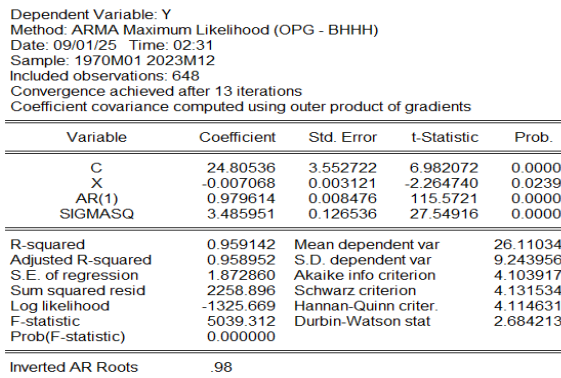 Dependent Variable: Y
Method: ARMA Maximum Likelihood (OPG - BHHH)
Date: 09/01/25 Time: 02:31
Sample: 1970M01 2023M12
Included observations: 648
Convergence achieved after 13 iterations
Coefficient covariance computed using outer product of gradients
Variable Coefficient Std. Error t-Statistic Prob.
C 24.80536 3.552722 6.982072 0.0000
X -0.007068 0.003121 -2.264740 0.0239
AR(1) 0.979614 0.008476 115.5721 0.0000
SIGMASQ 3.485951 0.126536 27.54916 0.0000
R-squared 0.959142 Mean dependent var 26.11034
Adjusted R-squared 0.958952 S.D. dependent var 9.243956
S.E. of regression 1.872860 Akaike info criterion 4.103917
Sum squared resid 2258.896 Schwarz criterion 4.131534
Log likelihood -1325.669 Hannan-Quinn criter. 4.114631
F-statistic 5039.312 Durbin-Watson stat 2.684213
Prob(F-statistic) 0.000000
Inverted AR Roots .98